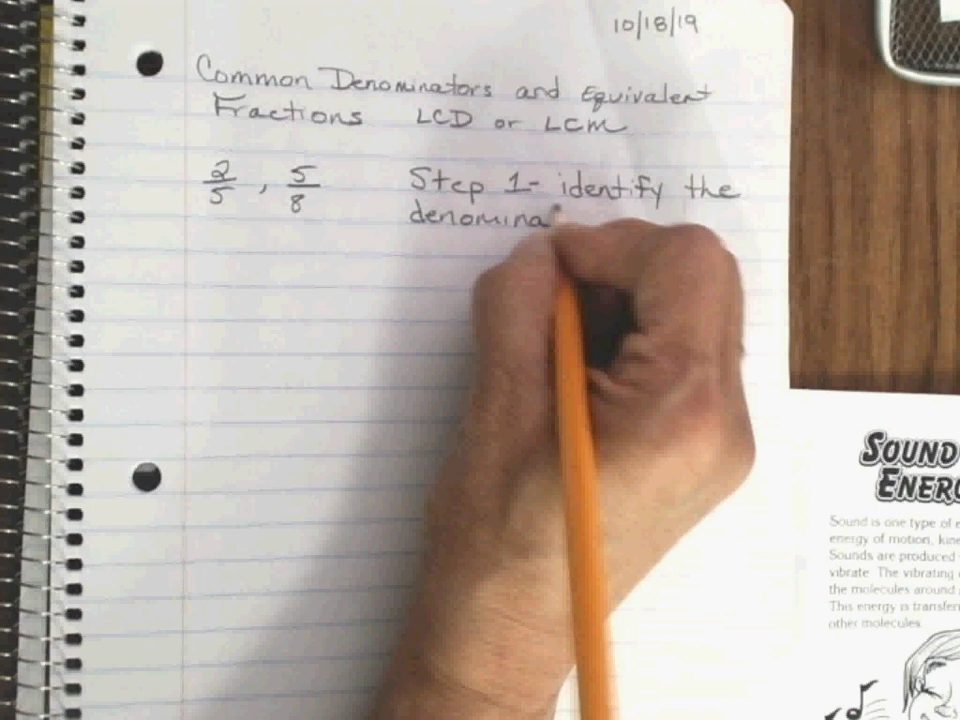 10/18/19
Common Denominators and Equivalent
Fractions LCD or LCM
2/5 , 5/8 Step 1- identify the
denomina
SOUND
ENERG
Sound is one type of e
energy of motion, kine
Sounds are produced
vibrate. The vibrating
the molecules around
This energy is transfer
other molecules.